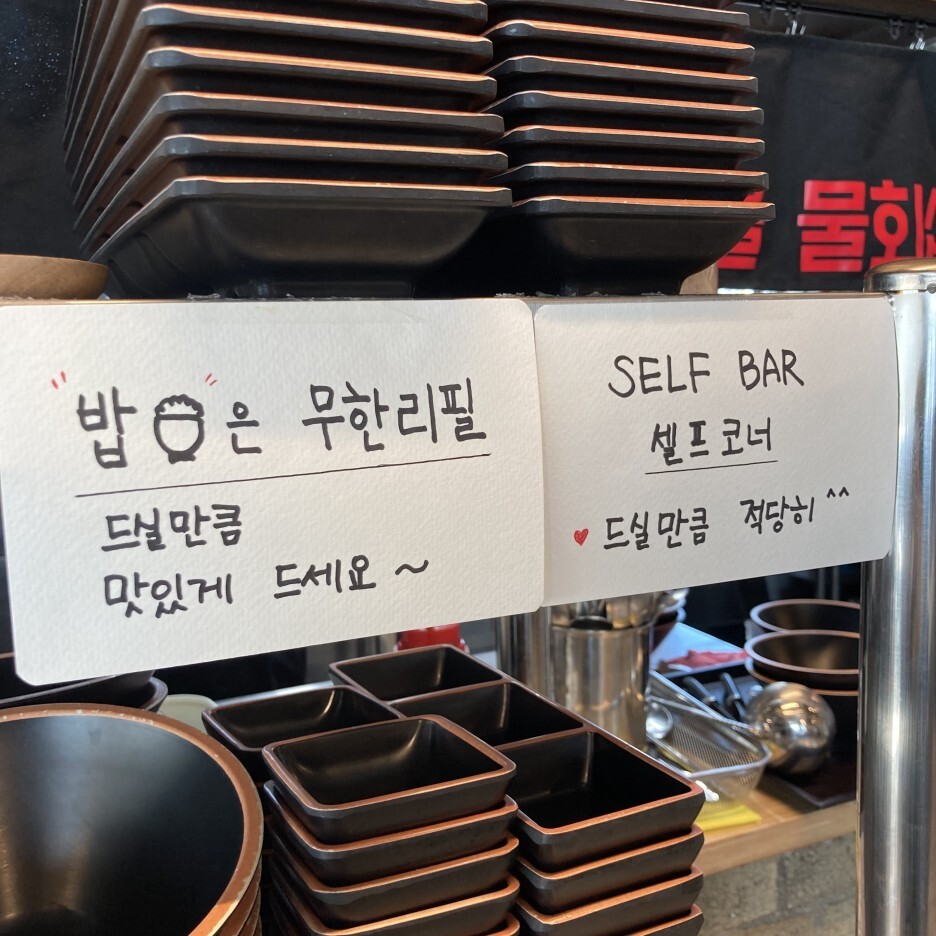 밥은 무한리필
드실만큼
맛있게 드세요~
SELF BAR
셀프코너
드실만큼 적당히^^
물회